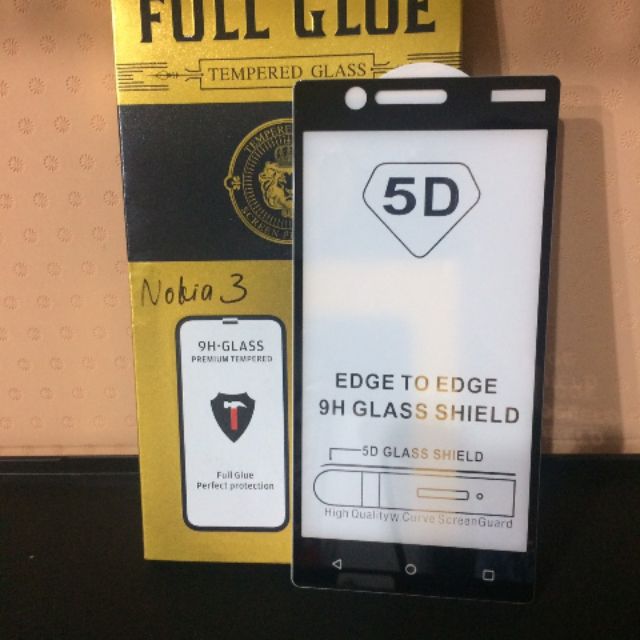 FULL GLUE
TEMPERED GLASS
Nokia 3
9H-GLASS
PREMIUM TEMPERED
Full Glue
Perfect protection
5D
EDGE TO EDGE
9H GLASS SHIELD
5D GLASS SHIELD
High Qualityw Curve ScreenGuard